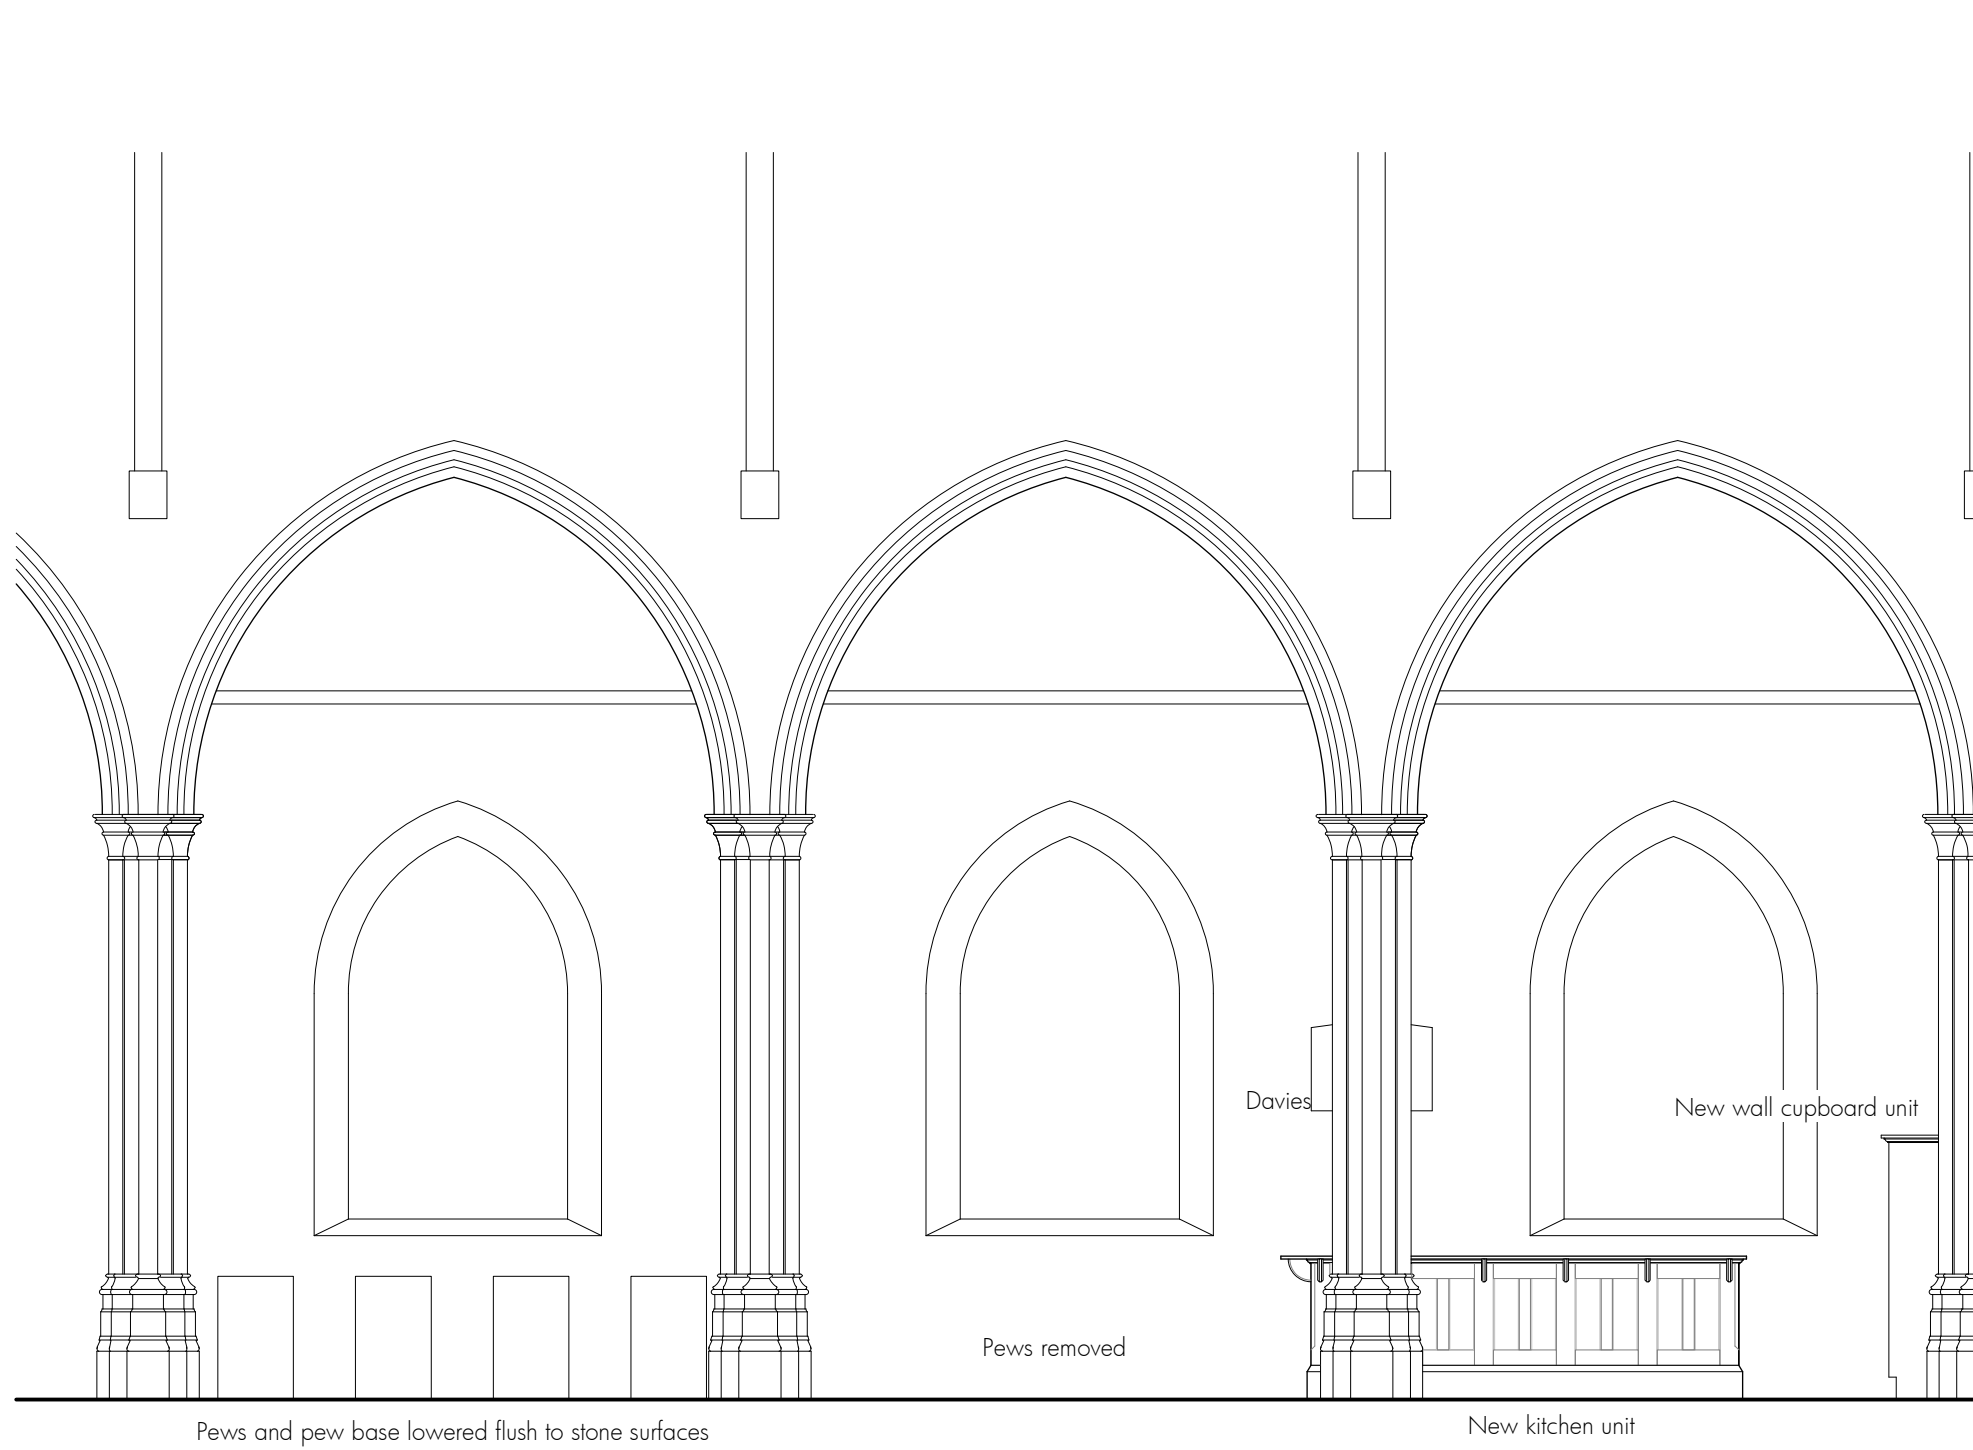 Davies
New wall cupboard unit
Pews removed
Pews and pew base lowered flush to stone surfaces
New kitchen unit